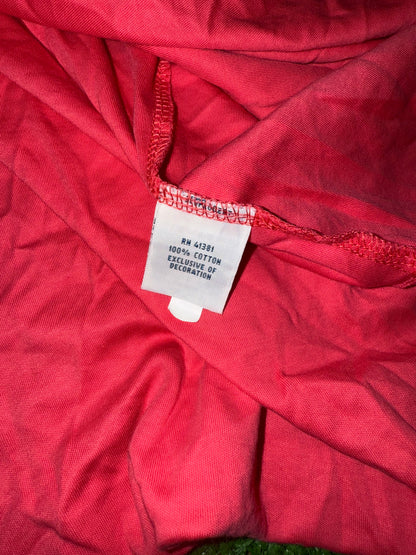 RN 41381
100% COTTON
EXCLUSIVE OF
DECORATION